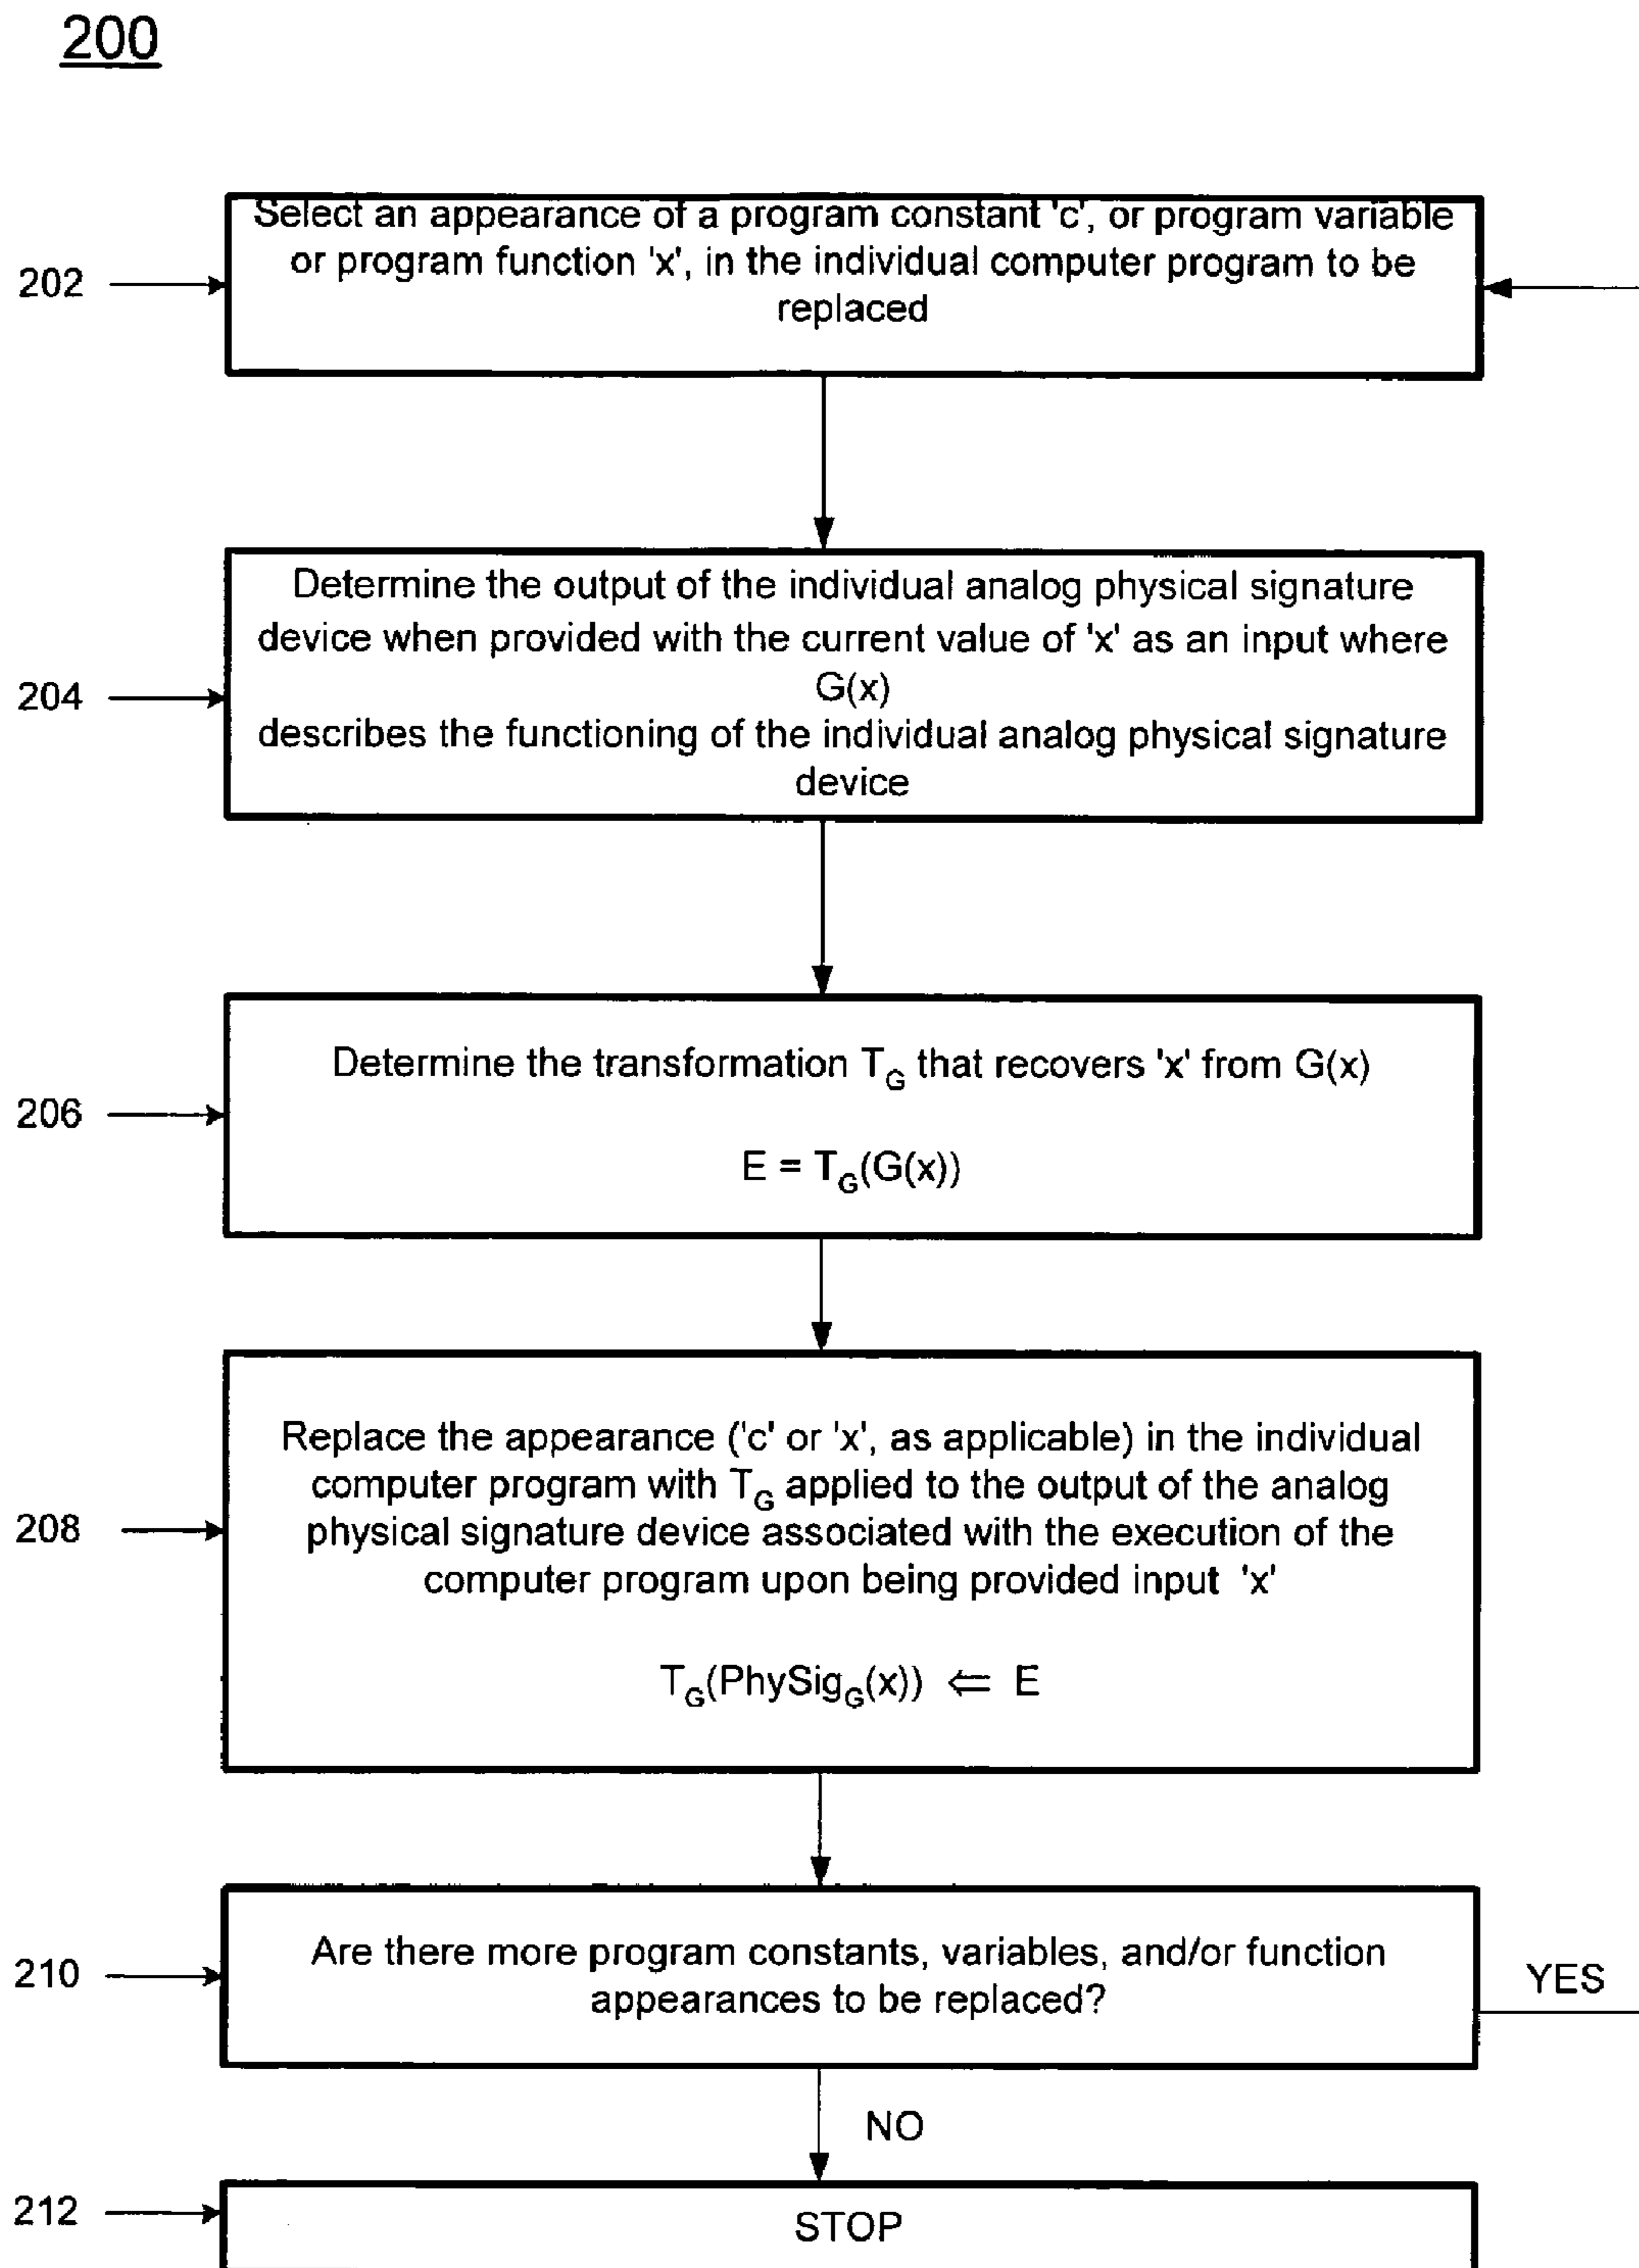 200
202
Select an appearance of a program constant 'c', or program variable
or program function 'x', in the individual computer program to be
replaced
204
Determine the output of the individual analog physical signature
device when provided with the current value of 'x' as an input where
G(x)
describes the functioning of the individual analog physical signature
device
206
Determine the transformation T_G that recovers 'x' from G(x)
E = T_G(G(x))
208
Replace the appearance ('c' or 'x', as applicable) in the individual
computer program with T_G applied to the output of the analog
physical signature device associated with the execution of the
computer program upon being provided input 'x'
T_G(PhySig_G(x)) ⇐ E
210
Are there more program constants, variables, and/or function
appearances to be replaced?
YES
NO
212
STOP